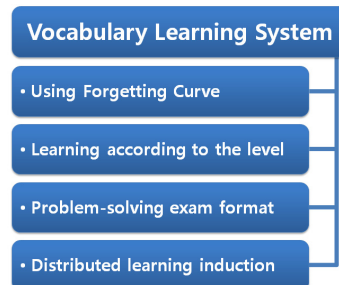 Vocabulary Learning System
• Using Forgetting Curve
• Learning according to the level
• Problem-solving exam format
• Distributed learning induction